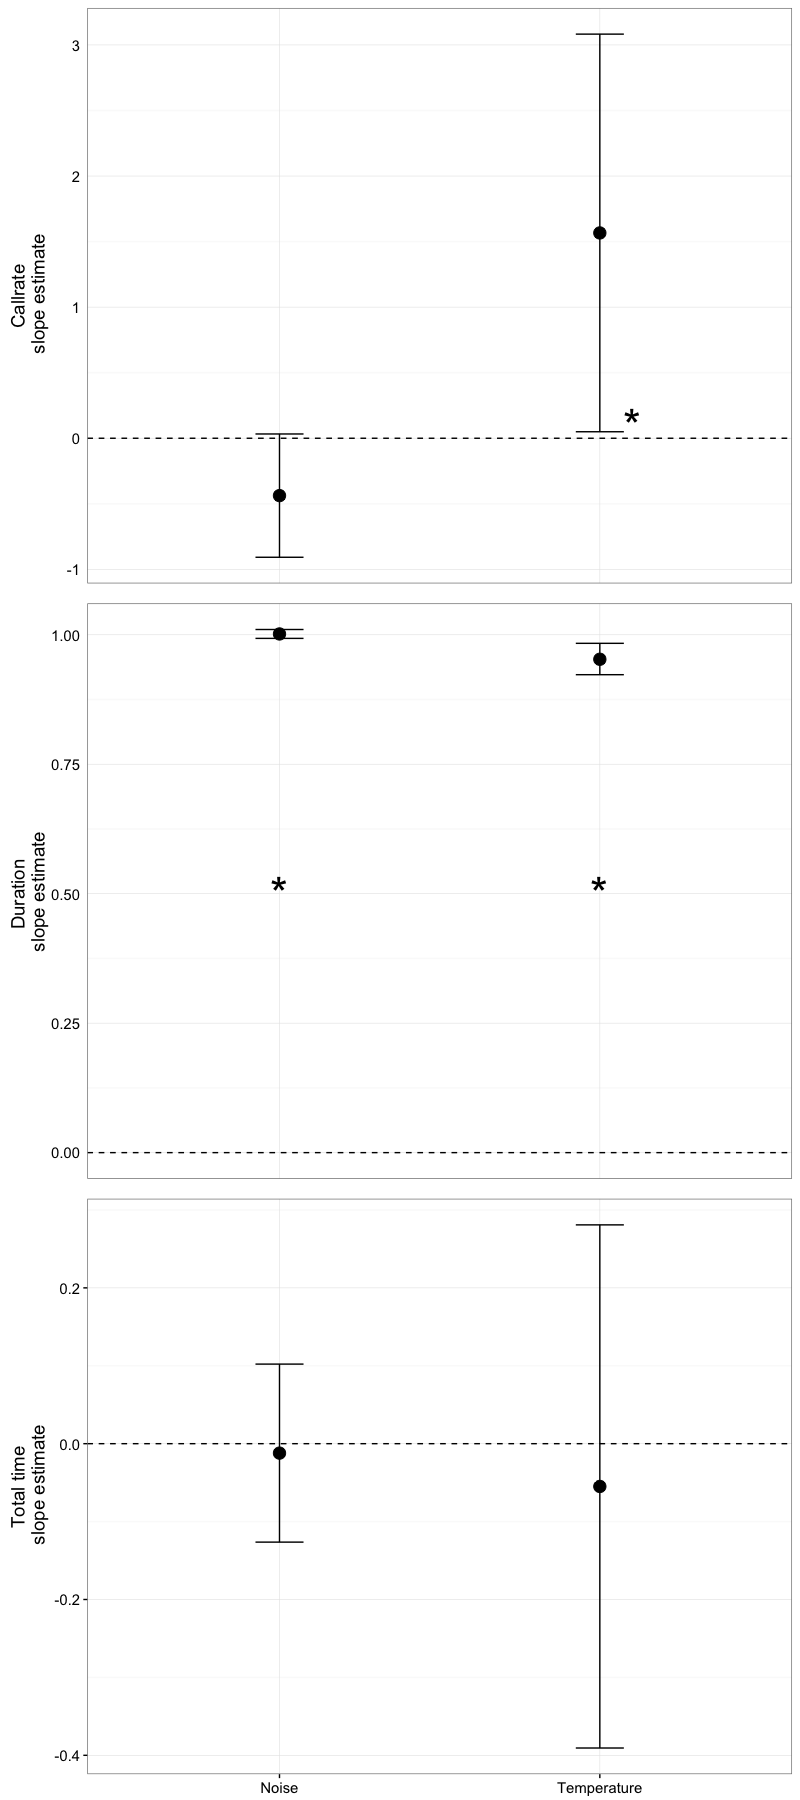 Callrate
slope estimate
3
2
1
0
-1
*
Duration
slope estimate
1.00
0.75
0.50
0.25
0.00
*
*
Total time
slope estimate
0.2
0.0
-0.2
-0.4
Noise
Temperature